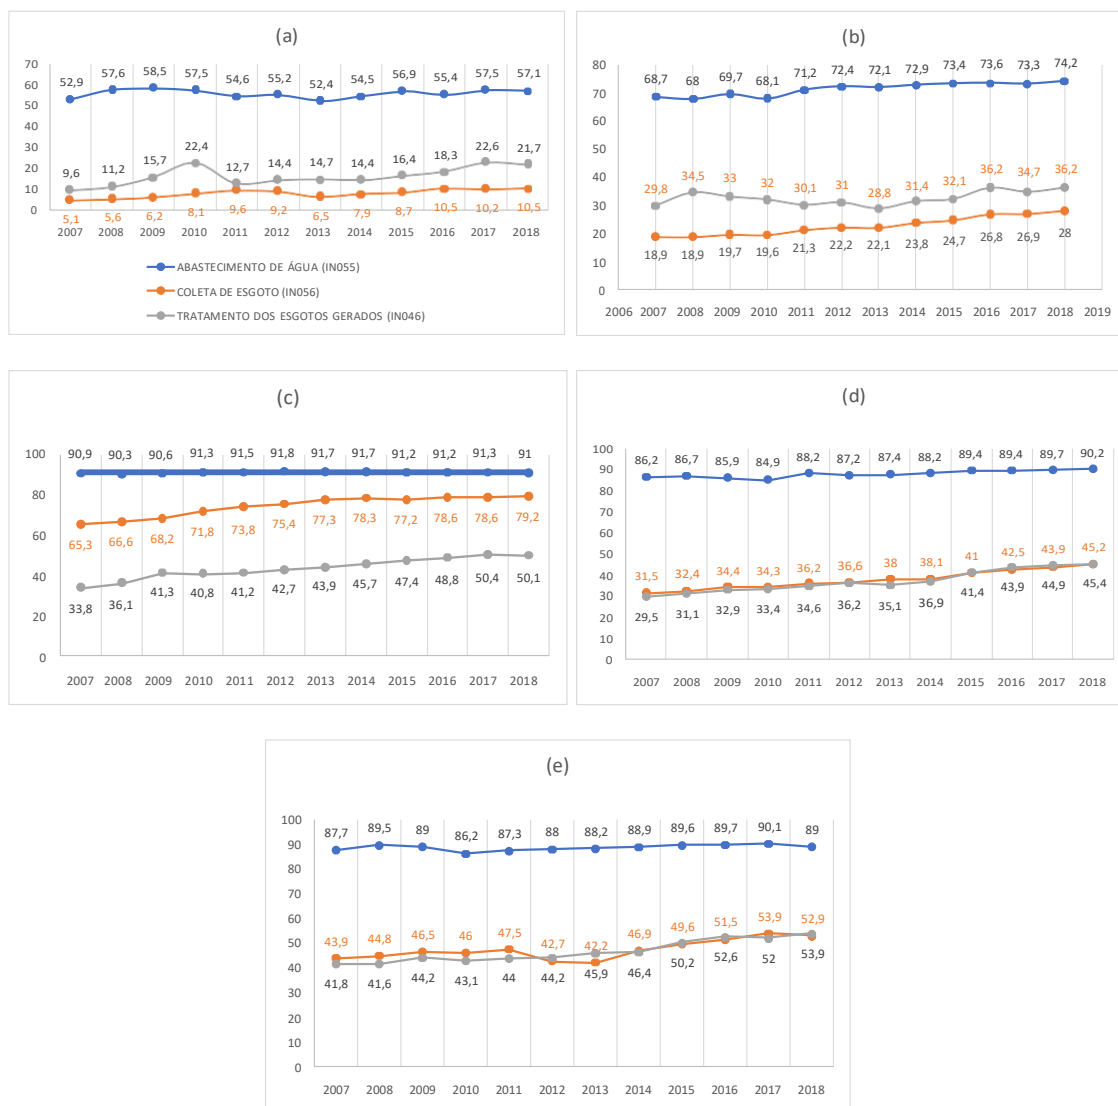 (a)
70
60
50
40
30
20
10
0
52,9 57,6 58,5 57,5 54,6 55,2 52,4 54,5 56,9 55,4 57,5 57,1
9,6 11,2 15,7 22,4 12,7 14,4 14,7 14,4 16,4 18,3 22,6 21,7
5,1 5,6 6,2 8,1 9,6 9,2 6,5 7,9 8,7 10,5 10,2 10,5
2007 2008 2009 2010 2011 2012 2013 2014 2015 2016 2017 2018
ABASTECIMENTO DE ÁGUA (IN055)
COLETA DE ESGOTO (IN056)
TRATAMENTO DOS ESGOTOS GERADOS (IN046)
(b)
80
70
60
50
40
30
20
10
0
68,7 68 69,7 68,1 71,2 72,4 72,1 72,9 73,4 73,6 73,3 74,2
29,8 34,5 33 32 30,1 31 28,8 31,4 32,1 36,2 34,7 36,2
18,9 18,9 19,7 19,6 21,3 22,2 22,1 23,8 24,7 26,8 26,9 28
2006 2007 2008 2009 2010 2011 2012 2013 2014 2015 2016 2017 2018 2019
(c)
100
80
60
40
20
0
90,9 90,3 90,6 91,3 91,5 91,8 91,7 91,7 91,2 91,2 91,3 91
65,3 66,6 68,2 71,8 73,8 75,4 77,3 78,3 77,2 78,6 78,6 79,2
33,8 36,1 41,3 40,8 41,2 42,7 43,9 45,7 47,4 48,8 50,4 50,1
2007 2008 2009 2010 2011 2012 2013 2014 2015 2016 2017 2018
(d)
100
90
80
70
60
50
40
30
20
10
0
86,2 86,7 85,9 84,9 88,2 87,2 87,4 88,2 89,4 89,4 89,7 90,2
31,5 32,4 34,4 34,3 36,2 36,6 38 38,1 41 42,5 43,9 45,2
29,5 31,1 32,9 33,4 34,6 36,2 35,1 36,9 41,4 43,9 44,9 45,4
2007 2008 2009 2010 2011 2012 2013 2014 2015 2016 2017 2018
(e)
100
90
80
70
60
50
40
30
20
10
0
87,7 89,5 89 86,2 87,3 88 88,2 88,9 89,6 89,7 90,1 89
43,9 44,8 46,5 46 47,5 42,7 42,2 46,9 49,6 51,5 53,9 52,9
41,8 41,6 44,2 43,1 44 44,2 45,9 46,4 50,2 52,6 52 53,9
2007 2008 2009 2010 2011 2012 2013 2014 2015 2016 2017 2018